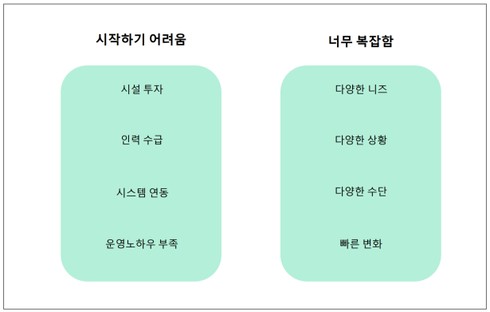 시작하기 어려움
시설 투자
인력 수급
시스템 연동
운영노하우 부족
너무 복잡함
다양한 니즈
다양한 상황
다양한 수단
빠른 변화